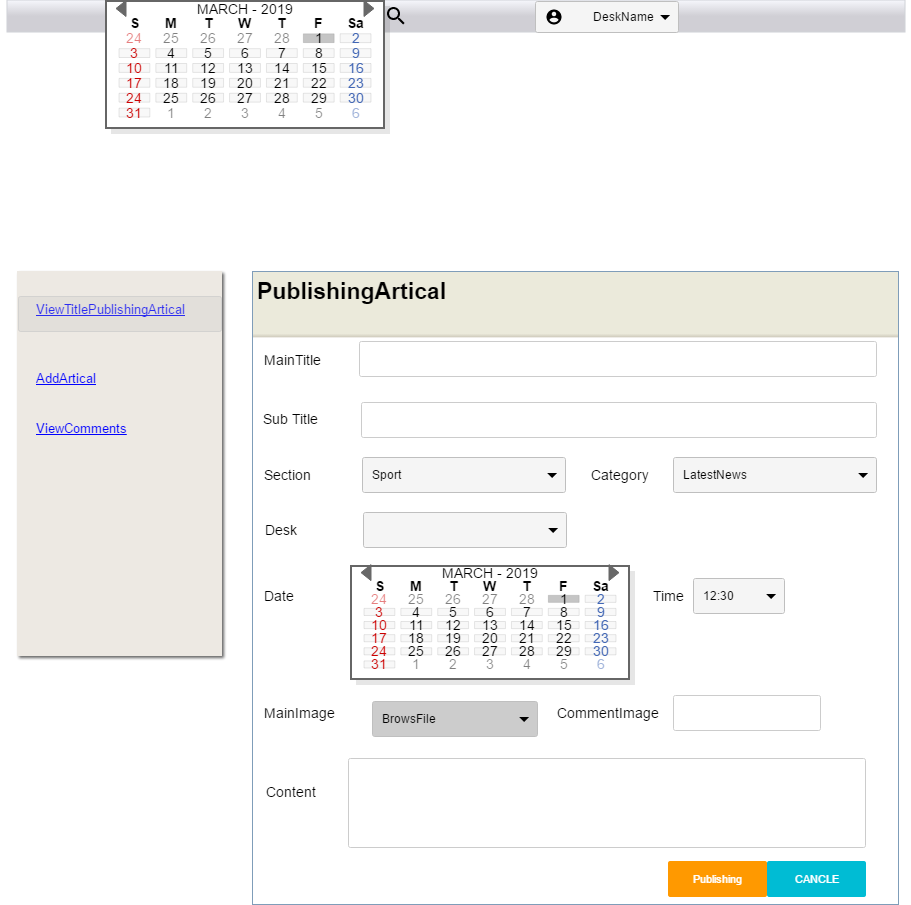 MARCH - 2019
S M T W T F Sa
24 25 26 27 28 1 2
3 4 5 6 7 8 9
10 11 12 13 14 15 16
17 18 19 20 21 22 23
24 25 26 27 28 29 30
31 1 2 3 4 5 6
DeskName
ViewTitlePublishingArtical
AddArtical
ViewComments
PublishingArtical
MainTitle
Sub Title
Section Sport Category LatestNews
Desk
Date
MARCH - 2019
S M T W T F Sa
24 25 26 27 28 1 2
3 4 5 6 7 8 9
10 11 12 13 14 15 16
17 18 19 20 21 22 23
24 25 26 27 28 29 30
31 1 2 3 4 5 6
Time 12:30
MainImage BrowsFile CommentImage
Content
Publishing CANCLE